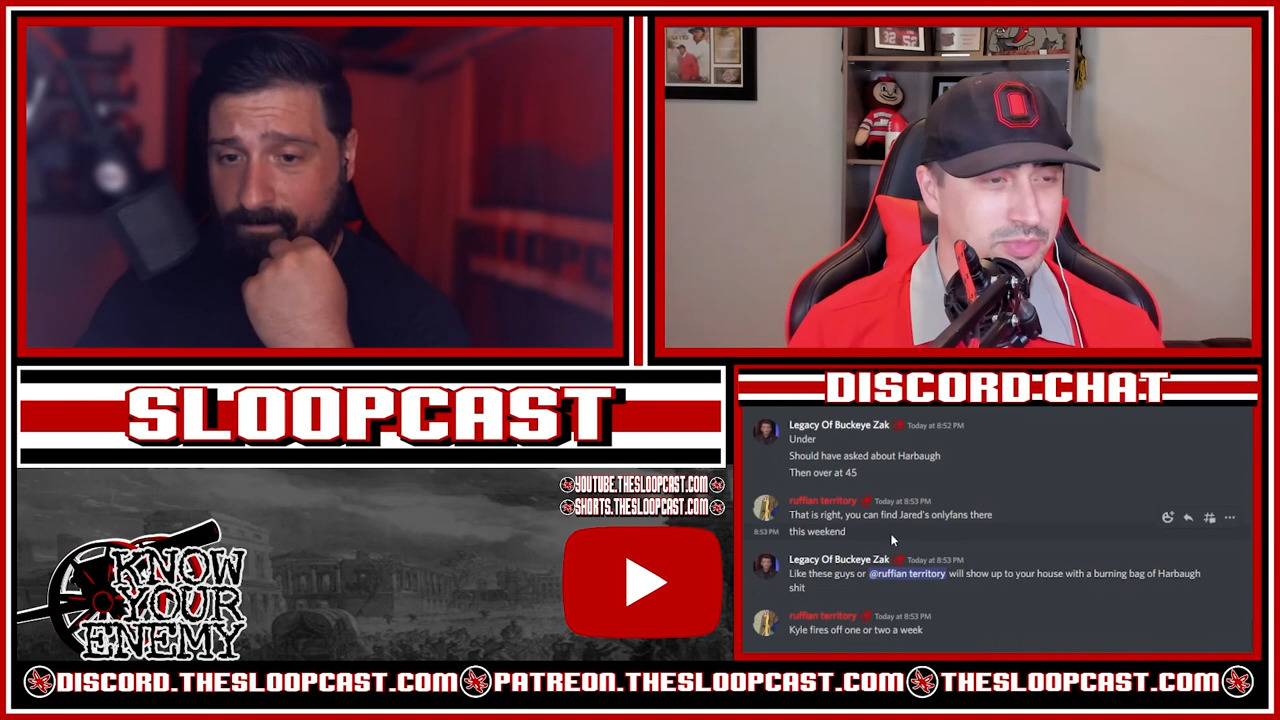 32 52
O
SLOOPCAST
DISCORD:CHAT
Legacy Of Buckeye Zak Today at 8:52 PM
Under
Should have asked about Harbaugh
Then over at 45
ruffian territory Today at 8:53 PM
That is right, you can find Jared's onlyfans there
8:53 PM this weekend
Legacy Of Buckeye Zak Today at 8:53 PM
Like these guys or @ruffian territory will show up to your house with a burning bag of Harbaugh
shit
ruffian territory Today at 8:53 PM
Kyle fires off one or two a week
YOUTUBE.THESLOOPCAST.COM
SHORTS.THESLOOPCAST.COM
KNOW
YOUR
ENEMY
DISCORD.THESLOOPCAST.COM PATREON.THESLOOPCAST.COM THESLOOPCAST.COM